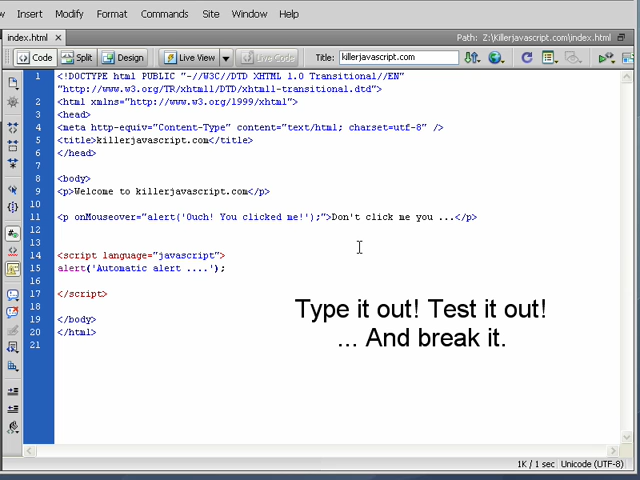 Insert Modify Format Commands Site Window Help
index.html × Path: Z:\Killerjavascript.com\index.html
Code Split Design Live View Live Code Title: killerjavascript.com
1 <!DOCTYPE html PUBLIC "-//W3C//DTD XHTML 1.0 Transitional//EN"
"http://www.w3.org/TR/xhtml1/DTD/xhtml1-transitional.dtd">
2 <html xmlns="http://www.w3.org/1999/xhtml">
3 <head>
4 <meta http-equiv="Content-Type" content="text/html; charset=utf-8" />
5 <title>killerjavascript.com</title>
6 </head>
7
8 <body>
9 <p>Welcome to killerjavascript.com</p>
10
11 <p onMouseover="alert('Ouch! You clicked me!');">Don't click me you ...</p>
12
13
14 <script language="javascript">
15 alert('Automatic alert ....');
16
17 </script>
18
19 </body>
20 </html>
21
Type it out! Test it out!
... And break it.
1K / 1 sec Unicode (UTF-8)